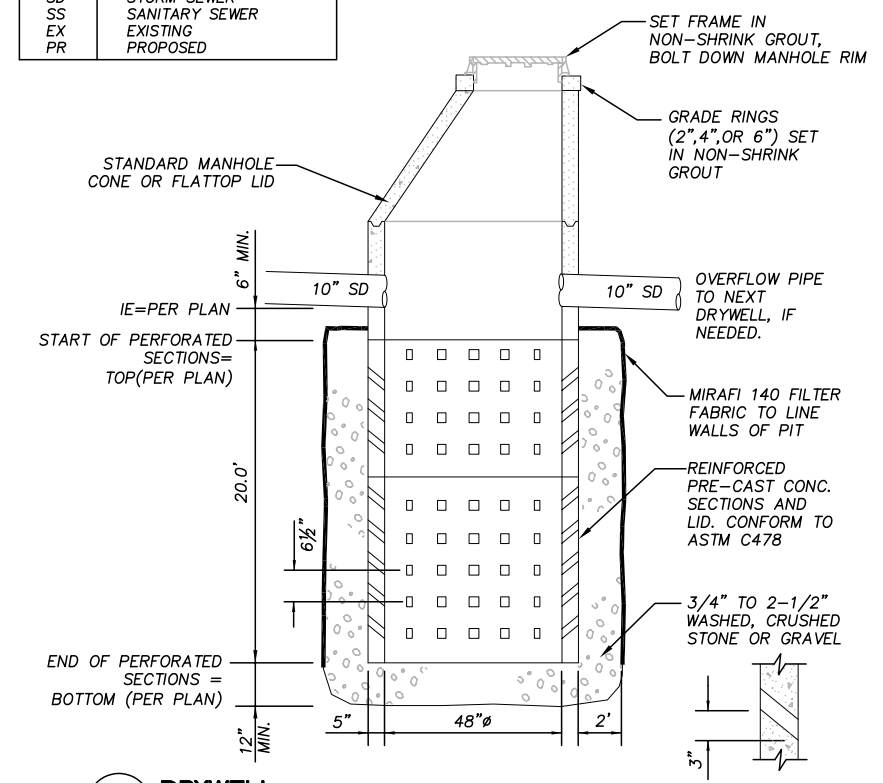 SD STORM SEWER
SS SANITARY SEWER
EX EXISTING
PR PROPOSED
SET FRAME IN
NON-SHRINK GROUT,
BOLT DOWN MANHOLE RIM
GRADE RINGS
(2",4",OR 6") SET
IN NON-SHRINK
GROUT
STANDARD MANHOLE
CONE OR FLATTOP LID
6" MIN.
10" SD
10" SD
OVERFLOW PIPE
TO NEXT
DRYWELL, IF
NEEDED.
IE=PER PLAN
START OF PERFORATED
SECTIONS=
TOP(PER PLAN)
MIRAFI 140 FILTER
FABRIC TO LINE
WALLS OF PIT
20.0'
REINFORCED
PRE-CAST CONC.
SECTIONS AND
LID. CONFORM TO
ASTM C478
6½"
3/4" TO 2-1/2"
WASHED, CRUSHED
STONE OR GRAVEL
END OF PERFORATED
SECTIONS =
BOTTOM (PER PLAN)
12"
MIN.
5"
48"ø
2'
3"
DRYWELL